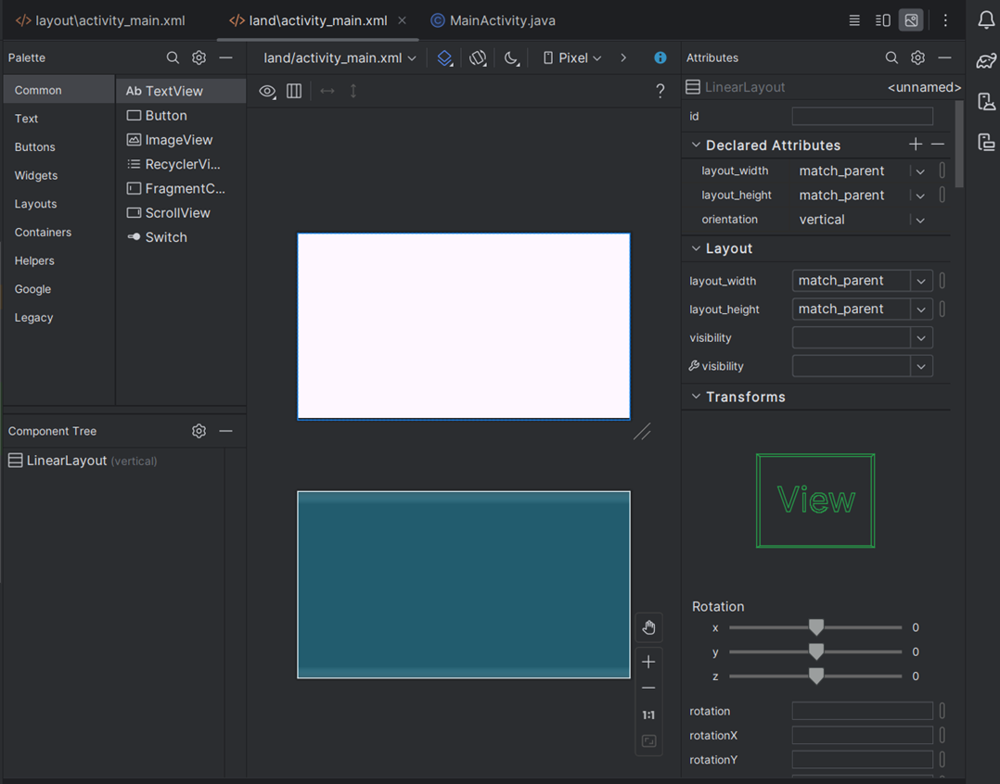 layout\activity_main.xml
land\activity_main.xml
MainActivity.java
Palette
Common
Text
Buttons
Widgets
Layouts
Containers
Helpers
Google
Legacy
Ab TextView
Button
ImageView
RecyclerVi...
FragmentC...
ScrollView
Switch
Component Tree
LinearLayout (vertical)
land/activity_main.xml
Pixel
?
1:1
Attributes
LinearLayout <unnamed>
id
Declared Attributes
layout_width match_parent
layout_height match_parent
orientation vertical
Layout
layout_width match_parent
layout_height match_parent
visibility
visibility
Transforms
View
Rotation
x 0
y 0
z 0
rotation
rotationX
rotationY